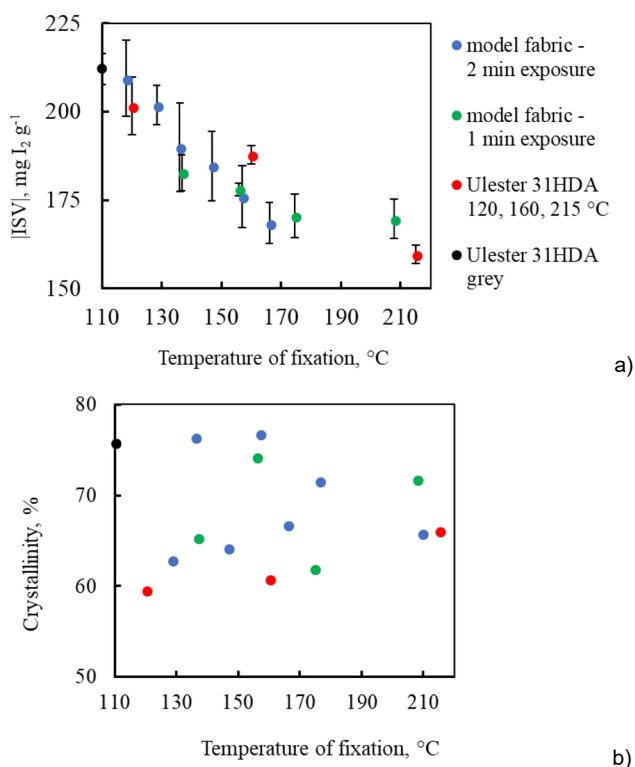 225
200
175
150
|ISV|, mg I₂ g⁻¹
110 130 150 170 190 210
Temperature of fixation, °C
model fabric -
2 min exposure
model fabric -
1 min exposure
Ulester 31HDA
120, 160, 215 °C
Ulester 31HDA
grey
a)
80
70
60
50
Crystallinity, %
110 130 150 170 190 210
Temperature of fixation, °C
b)